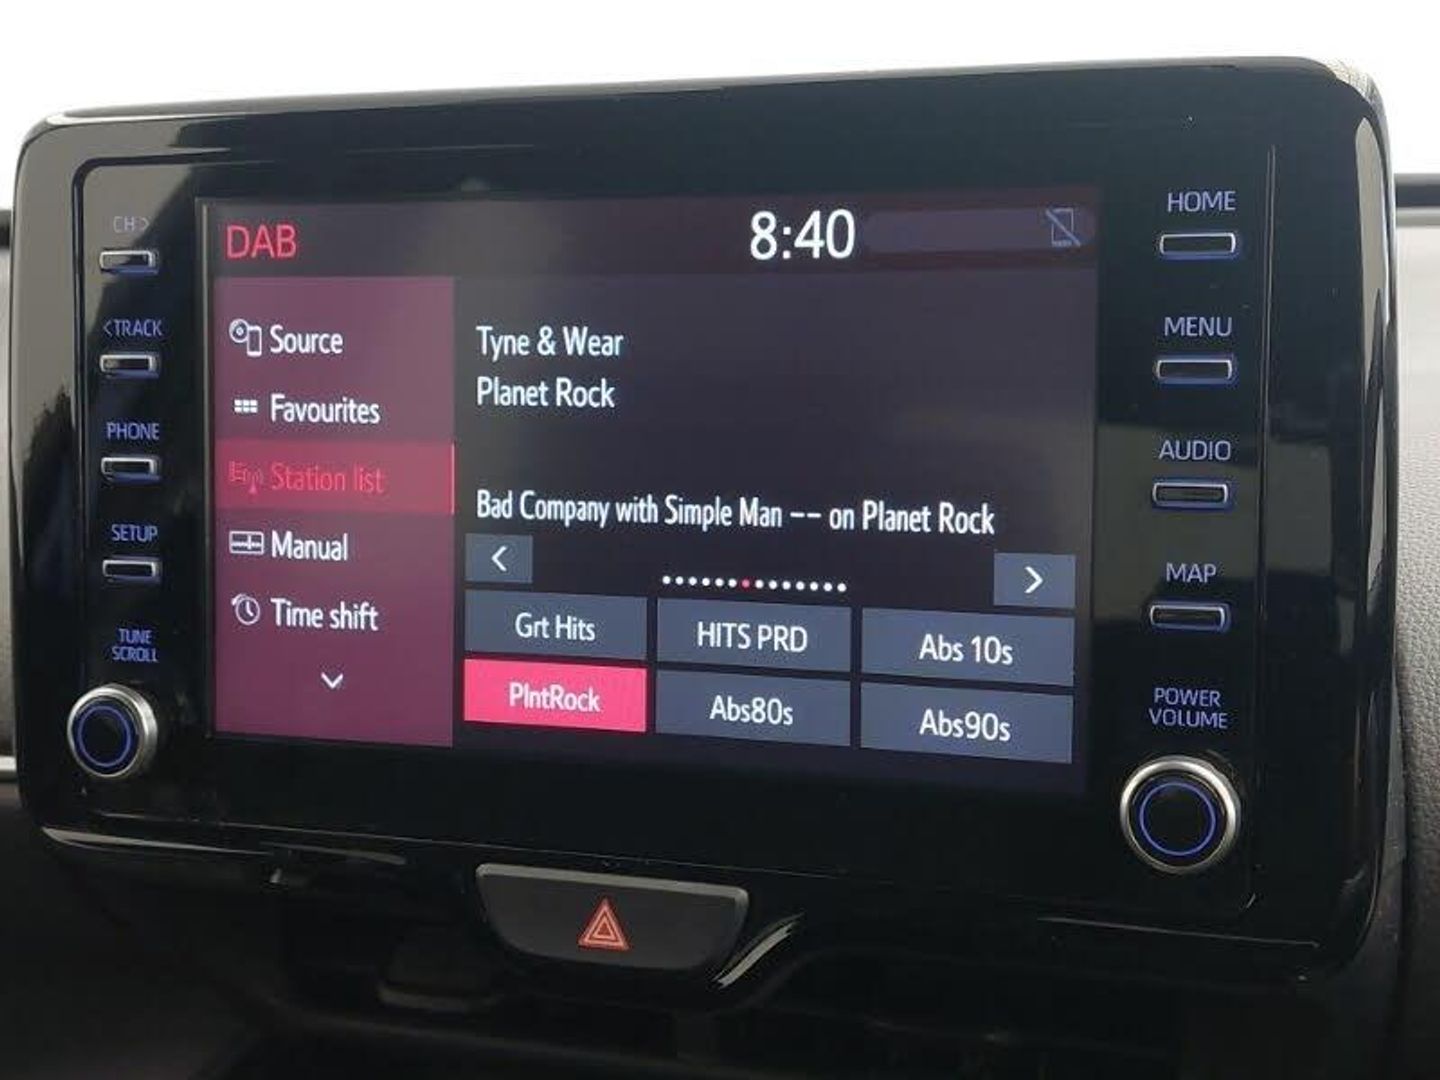 CH>
<TRACK
PHONE
SETUP
TUNE
SCROLL
DAB
8:40
Source
Favourites
Station list
Manual
Time shift
Tyne & Wear
Planet Rock
Bad Company with Simple Man -- on Planet Rock
<
>
Grt Hits
HITS PRD
Abs 10s
PlntRock
Abs80s
Abs90s
HOME
MENU
AUDIO
MAP
POWER
VOLUME